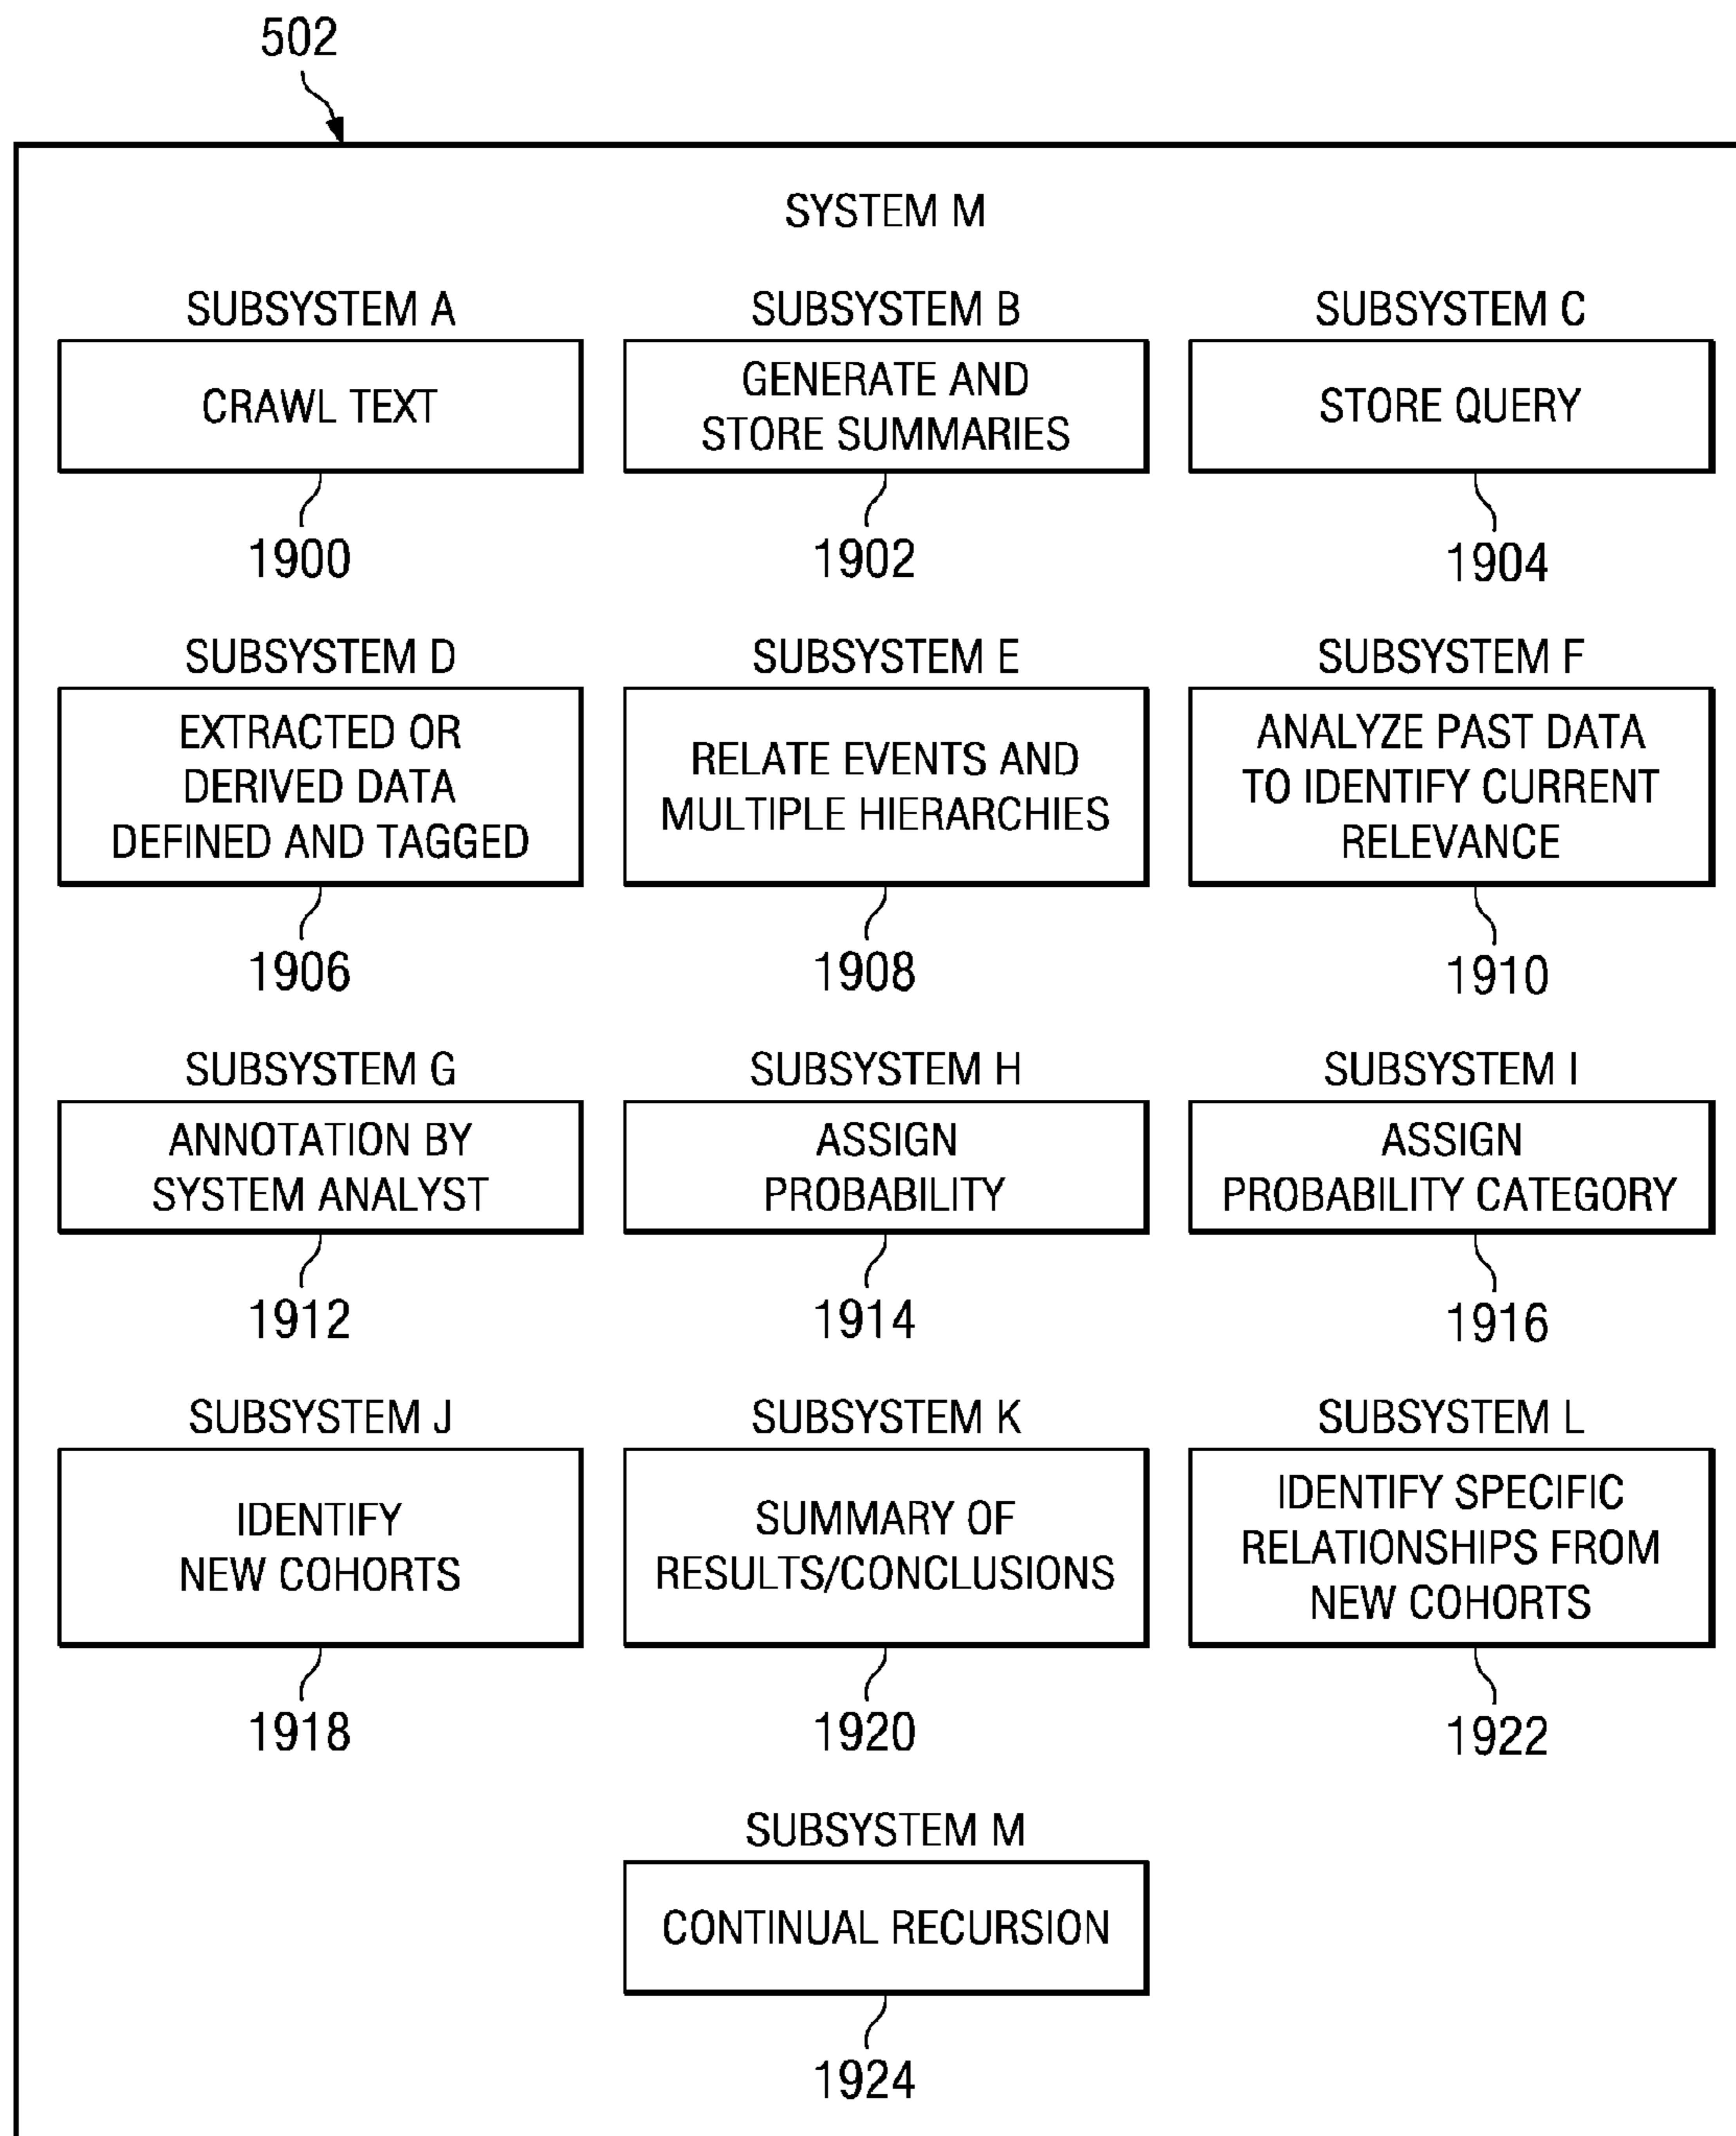 502
SYSTEM M
SUBSYSTEM A
CRAWL TEXT
1900
SUBSYSTEM B
GENERATE AND
STORE SUMMARIES
1902
SUBSYSTEM C
STORE QUERY
1904
SUBSYSTEM D
EXTRACTED OR
DERIVED DATA
DEFINED AND TAGGED
1906
SUBSYSTEM E
RELATE EVENTS AND
MULTIPLE HIERARCHIES
1908
SUBSYSTEM F
ANALYZE PAST DATA
TO IDENTIFY CURRENT
RELEVANCE
1910
SUBSYSTEM G
ANNOTATION BY
SYSTEM ANALYST
1912
SUBSYSTEM H
ASSIGN
PROBABILITY
1914
SUBSYSTEM I
ASSIGN
PROBABILITY CATEGORY
1916
SUBSYSTEM J
IDENTIFY
NEW COHORTS
1918
SUBSYSTEM K
SUMMARY OF
RESULTS/CONCLUSIONS
1920
SUBSYSTEM L
IDENTIFY SPECIFIC
RELATIONSHIPS FROM
NEW COHORTS
1922
SUBSYSTEM M
CONTINUAL RECURSION
1924